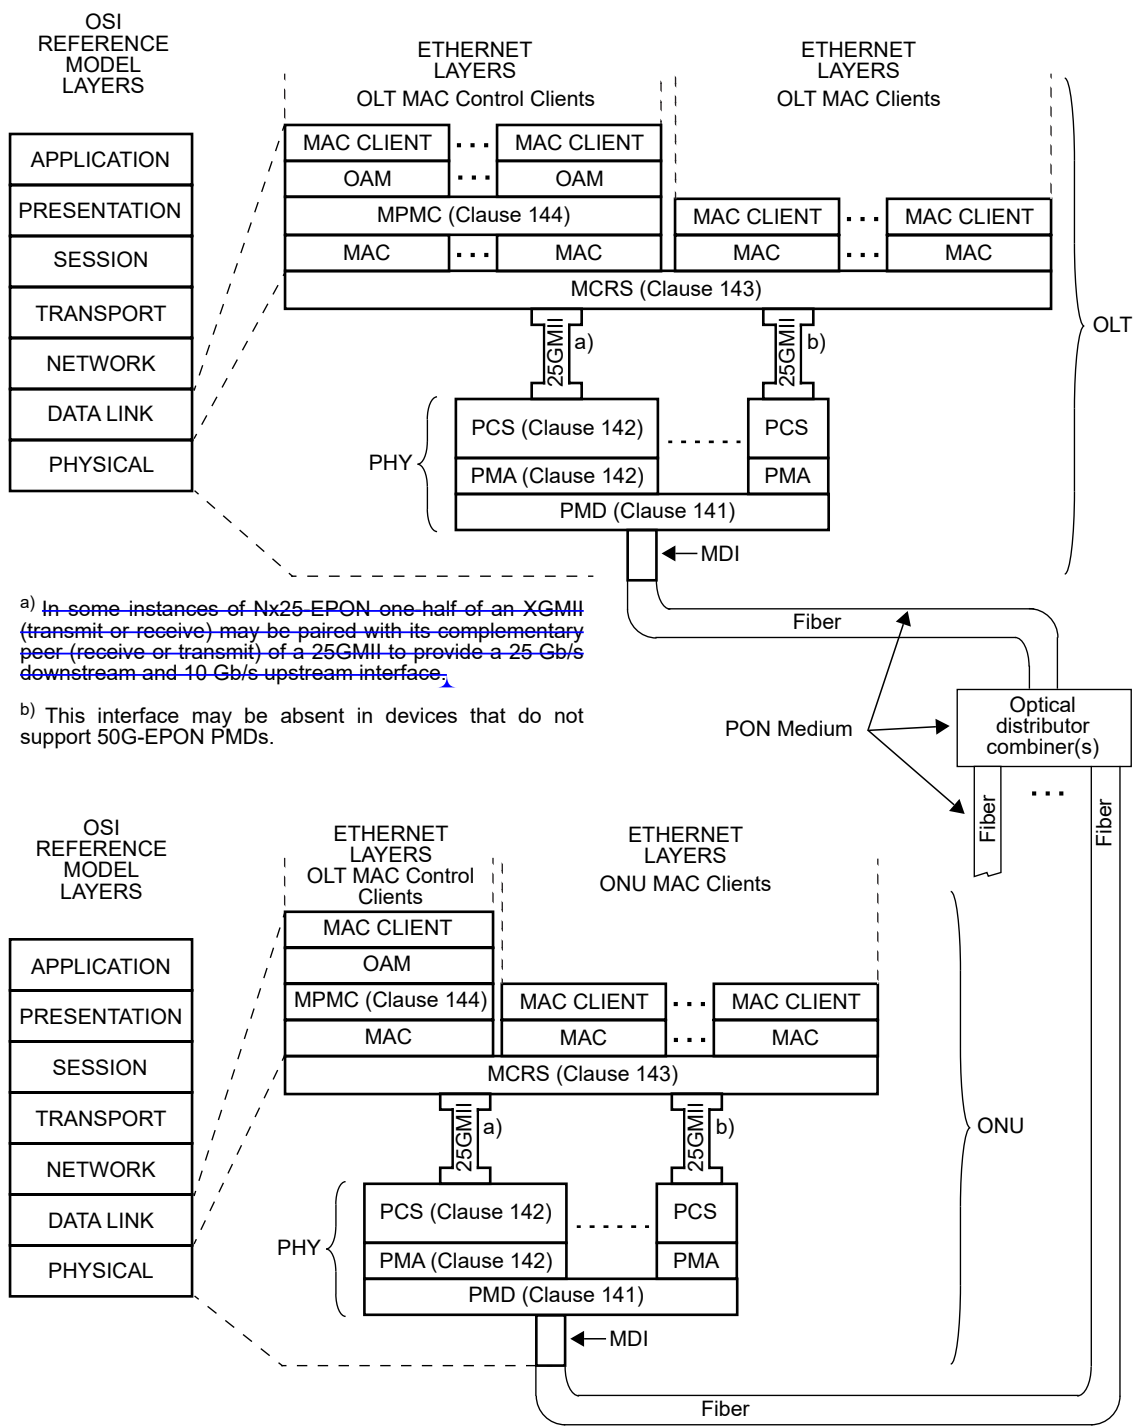 OSI
REFERENCE
MODEL
LAYERS
ETHERNET
LAYERS
OLT MAC Control Clients
ETHERNET
LAYERS
OLT MAC Clients
APPLICATION
PRESENTATION
SESSION
TRANSPORT
NETWORK
DATA LINK
PHYSICAL
MAC CLIENT ... MAC CLIENT
OAM ... OAM
MPMC (Clause 144)
MAC ... MAC
MAC CLIENT ... MAC CLIENT
MAC ... MAC
MCRS (Clause 143)
25GMII a)
25GMII b)
OLT
PHY
PCS (Clause 142) ....... PCS
PMA (Clause 142) PMA
PMD (Clause 141)
MDI
Fiber
a) In some instances of Nx25-EPON one-half of an XGMII
(transmit or receive) may be paired with its complementary
peer (receive or transmit) of a 25GMII to provide a 25 Gb/s
downstream and 10 Gb/s upstream interface.
b) This interface may be absent in devices that do not
support 50G-EPON PMDs.
PON Medium
Optical
distributor
combiner(s)
Fiber
...
Fiber
OSI
REFERENCE
MODEL
LAYERS
ETHERNET
LAYERS
OLT MAC Control
Clients
ETHERNET
LAYERS
ONU MAC Clients
APPLICATION
PRESENTATION
SESSION
TRANSPORT
NETWORK
DATA LINK
PHYSICAL
MAC CLIENT
OAM
MPMC (Clause 144)
MAC
MAC CLIENT ... MAC CLIENT
MAC ... MAC
MCRS (Clause 143)
25GMII a)
25GMII b)
ONU
PHY
PCS (Clause 142) ....... PCS
PMA (Clause 142) PMA
PMD (Clause 141)
MDI
Fiber